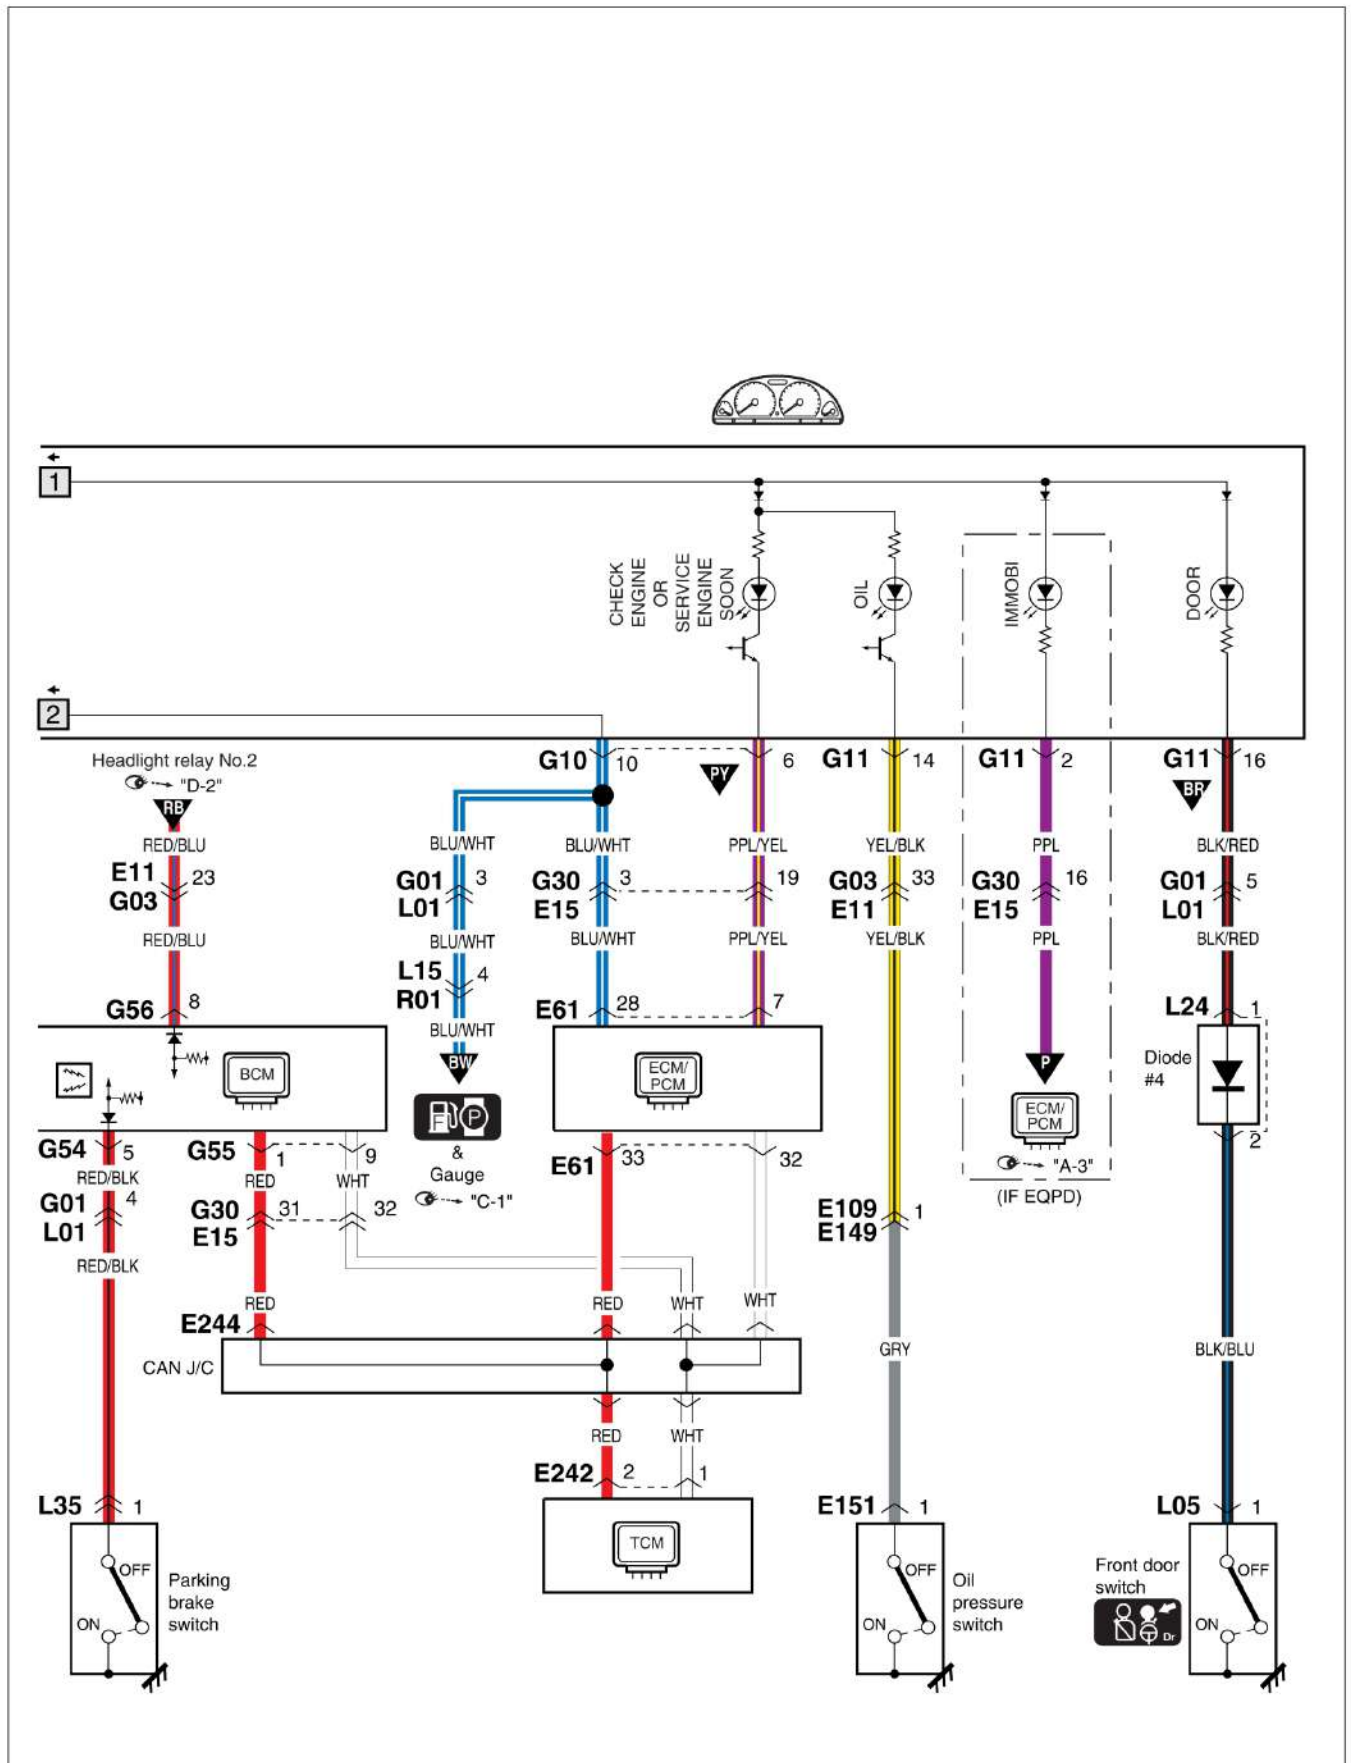 1
CHECK
ENGINE
OR
SERVICE
ENGINE
SOON
OIL
IMMOBI
DOOR
2
Headlight relay No.2
"D-2"
RB
G10 10 6 G11 14 G11 2 G11 16
PY
BR
RED/BLU BLU/WHT BLU/WHT PPL/YEL YEL/BLK PPL BLK/RED
E11 23 G01 3 G30 3 19 G03 33 G30 16 G01 5
G03 L01 E15 E11 E15 L01
RED/BLU BLU/WHT BLU/WHT PPL/YEL YEL/BLK PPL BLK/RED
L15 4
R01
G56 8 E61 28 7 L24 1
BLU/WHT
BW
P
BCM
ECM/
PCM
Diode
#4
F P
ECM/
PCM
G54 5 G55 1 9 E61 33 32 2
&
Gauge
"C-1"
"A-3"
(IF EQPD)
RED/BLK RED WHT
G01 4 G30 31 32 E109 1
L01 E15 E149
RED/BLK
RED RED WHT WHT
E244
CAN J/C
GRY BLK/BLU
RED WHT
E242 2 1
L35 1 E151 1 L05 1
TCM
OFF
ON
Parking
brake
switch
OFF
ON
Oil
pressure
switch
Front door
switch
Dr
OFF
ON